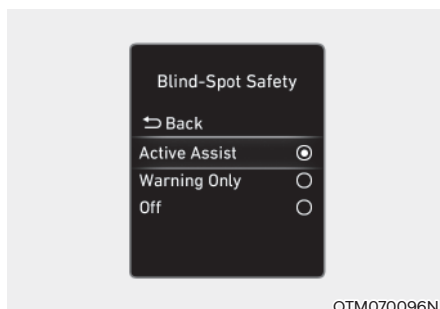 Blind-Spot Safety
Back
Active Assist
Warning Only
Off
OTM070096N